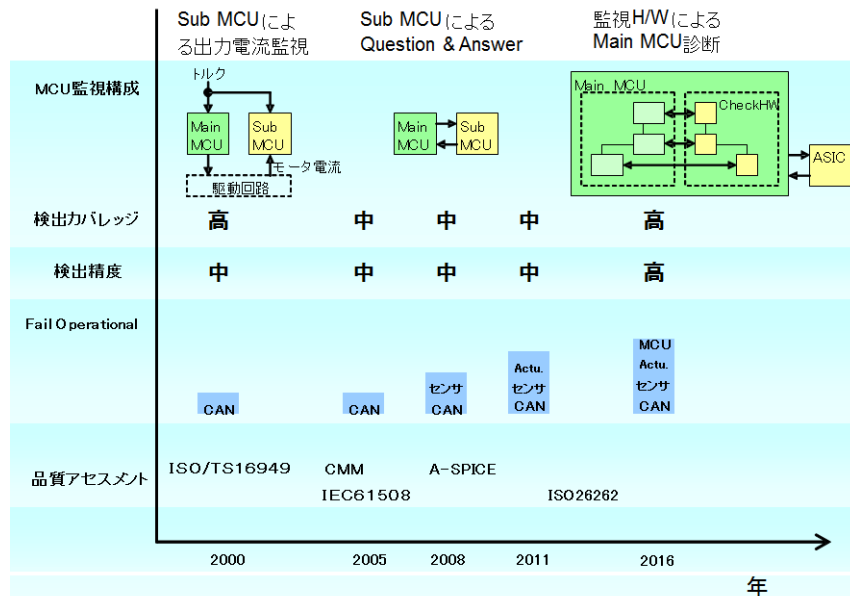 Sub MCUによ
る出力電流監視
Sub MCUによる
Question & Answer
監視H/Wによる
Main MCU診断
MCU監視構成
トルク
Main
MCU
Sub
MCU
モータ電流
駆動回路
Main
MCU
Sub
MCU
Main MCU
CheckHW
ASIC
検出カバレッジ
高
中
中
中
高
検出精度
中
中
中
中
高
Fail Operational
CAN
CAN
センサ
CAN
Actu.
センサ
CAN
MCU
Actu.
センサ
CAN
品質アセスメント
ISO/TS16949
CMM
A-SPICE
IEC61508
ISO26262
2000
2005
2008
2011
2016
年